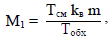 M₁ = (Tсм kв m) / Tобх,